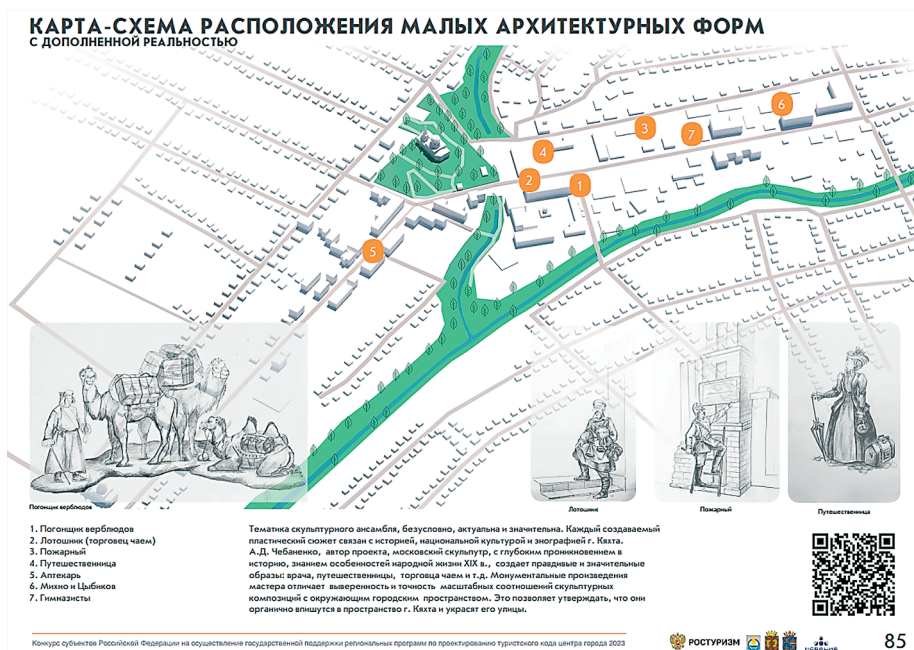 КАРТА-СХЕМА РАСПОЛОЖЕНИЯ МАЛЫХ АРХИТЕКТУРНЫХ ФОРМ
С ДОПОЛНЕННОЙ РЕАЛЬНОСТЬЮ
6
3
7
4
2
1
5
Погонщик верблюдов
Лотошник
Пожарный
Путешественница
1. Погонщик верблюдов
2. Лотошник (торговец чаем)
3. Пожарный
4. Путешественница
5. Аптекарь
6. Михно и Цыбиков
7. Гимназисты
Тематика скульптурного ансамбля, безусловно, актуальна и значительна. Каждый создаваемый
пластический сюжет связан с историей, национальной культурой и энографией г. Кяхта.
А.Д. Чебаненко, автор проекта, московский скульптур, с глубоким проникновением в
историю, знанием особенностей народной жизни XIX в., создает правдивые и значительные
образы: врача, путешественницы, торговца чаем и т.д. Монументальные произведения
мастера отличает выверенность и точность масштабных соотношений скульптурных
композиций с окружающим городским пространством. Это позволяет утверждать, что они
органично впишутся в пространство г. Кяхта и украсят его улицы.
Конкурс субъектов Российской Федерации на осуществление государственной поддержки региональных программ по проектированию туристского кода центра города 2023
РОСТУРИЗМ
85